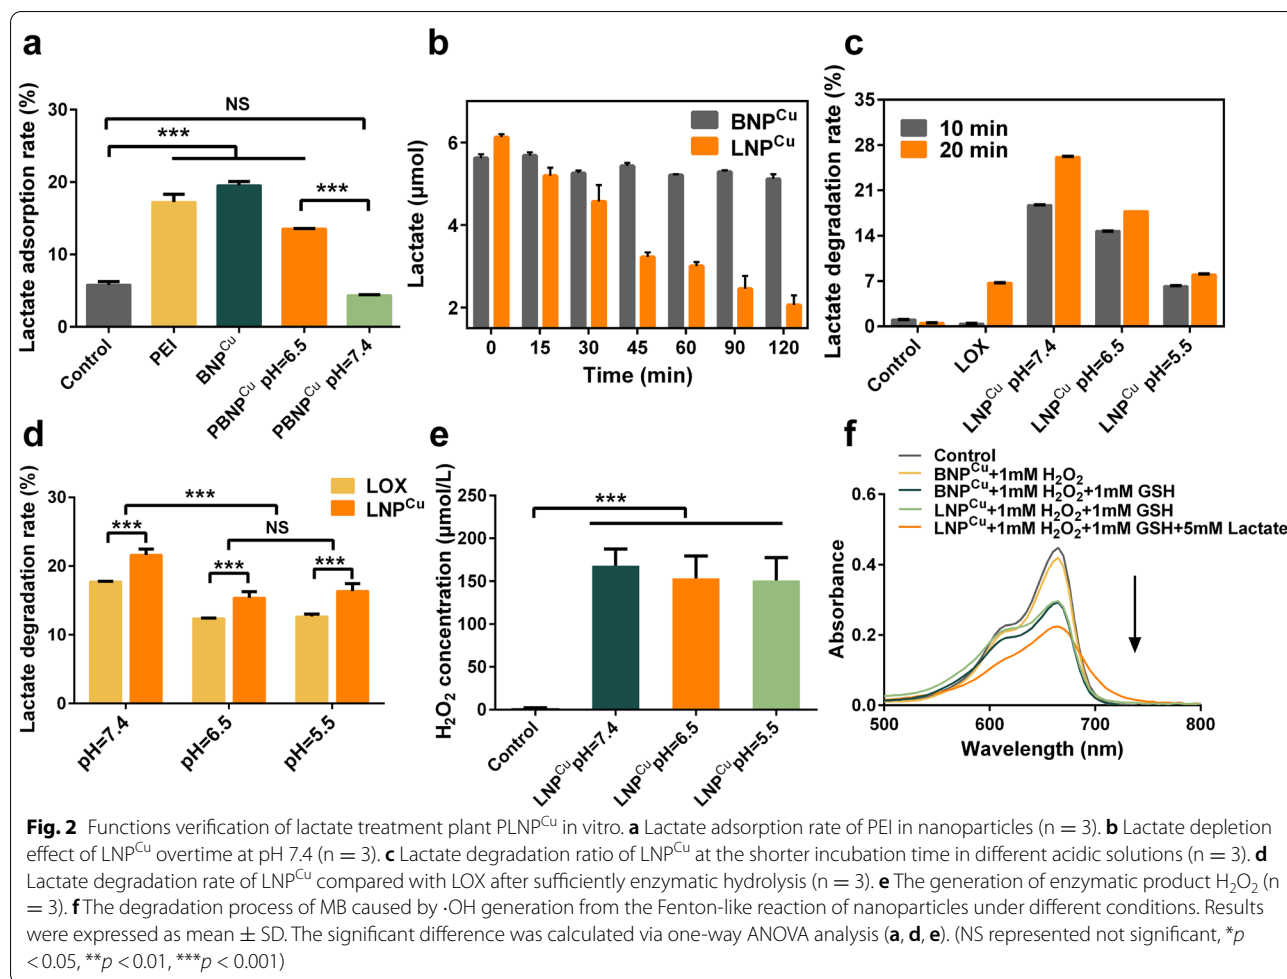 a
Lactate adsorption rate (%)
30
20
10
0
NS
***
***
Control
PEI
BNP^Cu
PBNP^Cu pH=6.5
PBNP^Cu pH=7.4
b
Lactate (μmol)
6
4
2
BNP^Cu
LNP^Cu
0 15 30 45 60 90 120
Time (min)
c
Lactate degradation rate (%)
35
28
21
14
7
0
10 min
20 min
Control
LOX
LNP^Cu pH=7.4
LNP^Cu pH=6.5
LNP^Cu pH=5.5
d
Lactate degradation rate (%)
30
20
10
0
LOX
LNP^Cu
***
NS
***
***
***
pH=7.4
pH=6.5
pH=5.5
e
H₂O₂ concentration (μmol/L)
250
200
150
100
50
0
***
Control
LNP^Cu pH=7.4
LNP^Cu pH=6.5
LNP^Cu pH=5.5
f
Control
BNP^Cu+1mM H₂O₂
BNP^Cu+1mM H₂O₂+1mM GSH
LNP^Cu+1mM H₂O₂+1mM GSH
LNP^Cu+1mM H₂O₂+1mM GSH+5mM Lactate
Absorbance
0.6
0.4
0.2
0.0
500 600 700 800
Wavelength (nm)
Fig. 2 Functions verification of lactate treatment plant PLNP^Cu in vitro. a Lactate adsorption rate of PEI in nanoparticles (n = 3). b Lactate depletion
effect of LNP^Cu overtime at pH 7.4 (n = 3). c Lactate degradation ratio of LNP^Cu at the shorter incubation time in different acidic solutions (n = 3). d
Lactate degradation rate of LNP^Cu compared with LOX after sufficiently enzymatic hydrolysis (n = 3). e The generation of enzymatic product H₂O₂ (n
= 3). f The degradation process of MB caused by ·OH generation from the Fenton-like reaction of nanoparticles under different conditions. Results
were expressed as mean ± SD. The significant difference was calculated via one-way ANOVA analysis (a, d, e). (NS represented not significant, *p
< 0.05, **p < 0.01, ***p < 0.001)